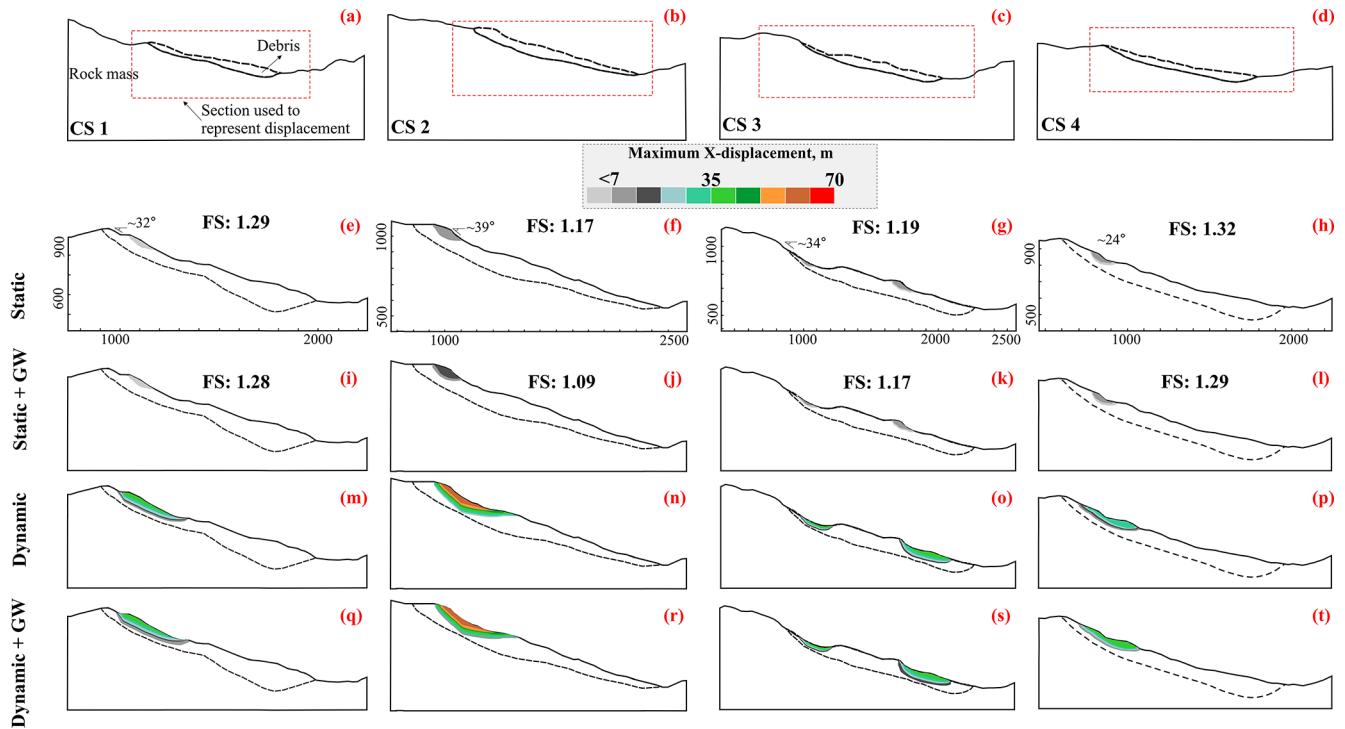 (a)
(b)
(c)
(d)
Debris
Rock mass
Section used to
represent displacement
CS 1
CS 2
CS 3
CS 4
Maximum X-displacement, m
<7
35
70
Static
~32°
FS: 1.29
(e)
900
600
1000
2000
~39°
FS: 1.17
(f)
1000
500
1000
2500
~34°
FS: 1.19
(g)
1000
500
1000
2000
2500
~24°
FS: 1.32
(h)
900
600
1000
2000
Static + GW
FS: 1.28
(i)
FS: 1.09
(j)
FS: 1.17
(k)
FS: 1.29
(l)
Dynamic
(m)
(n)
(o)
(p)
Dynamic + GW
(q)
(r)
(s)
(t)